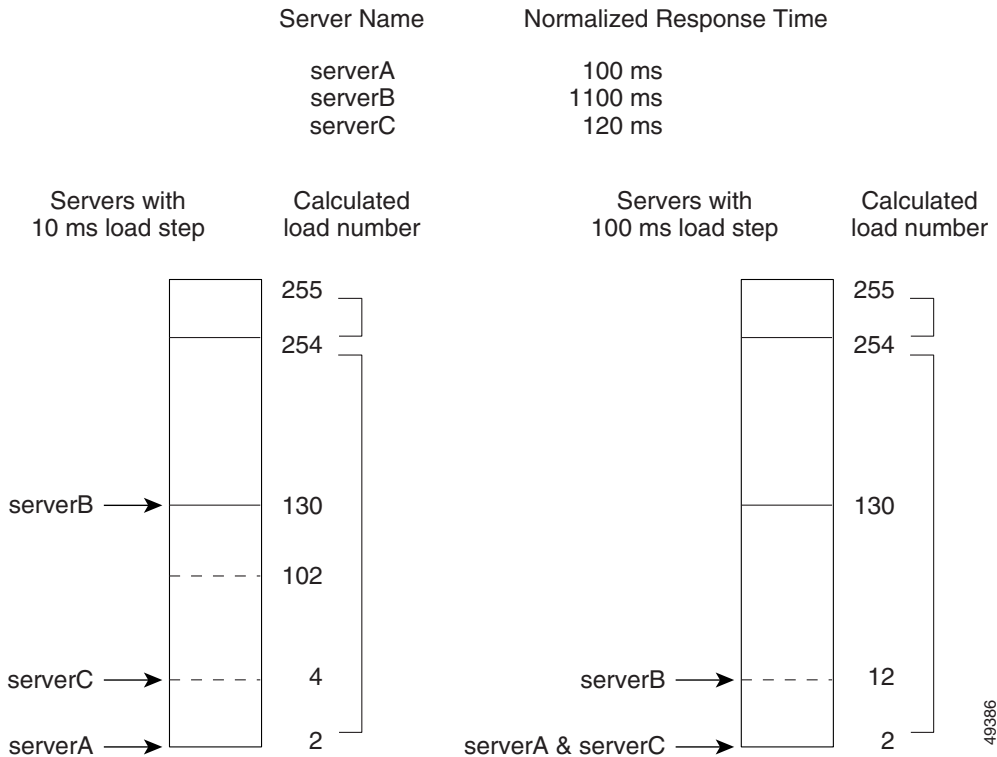 Server Name Normalized Response Time
serverA 100 ms
serverB 1100 ms
serverC 120 ms
Servers with Calculated Servers with Calculated
10 ms load step load number 100 ms load step load number
255 255
254 254
serverB 130 130
102
serverC 4 serverB 12
serverA 2 serverA & serverC 2
49386